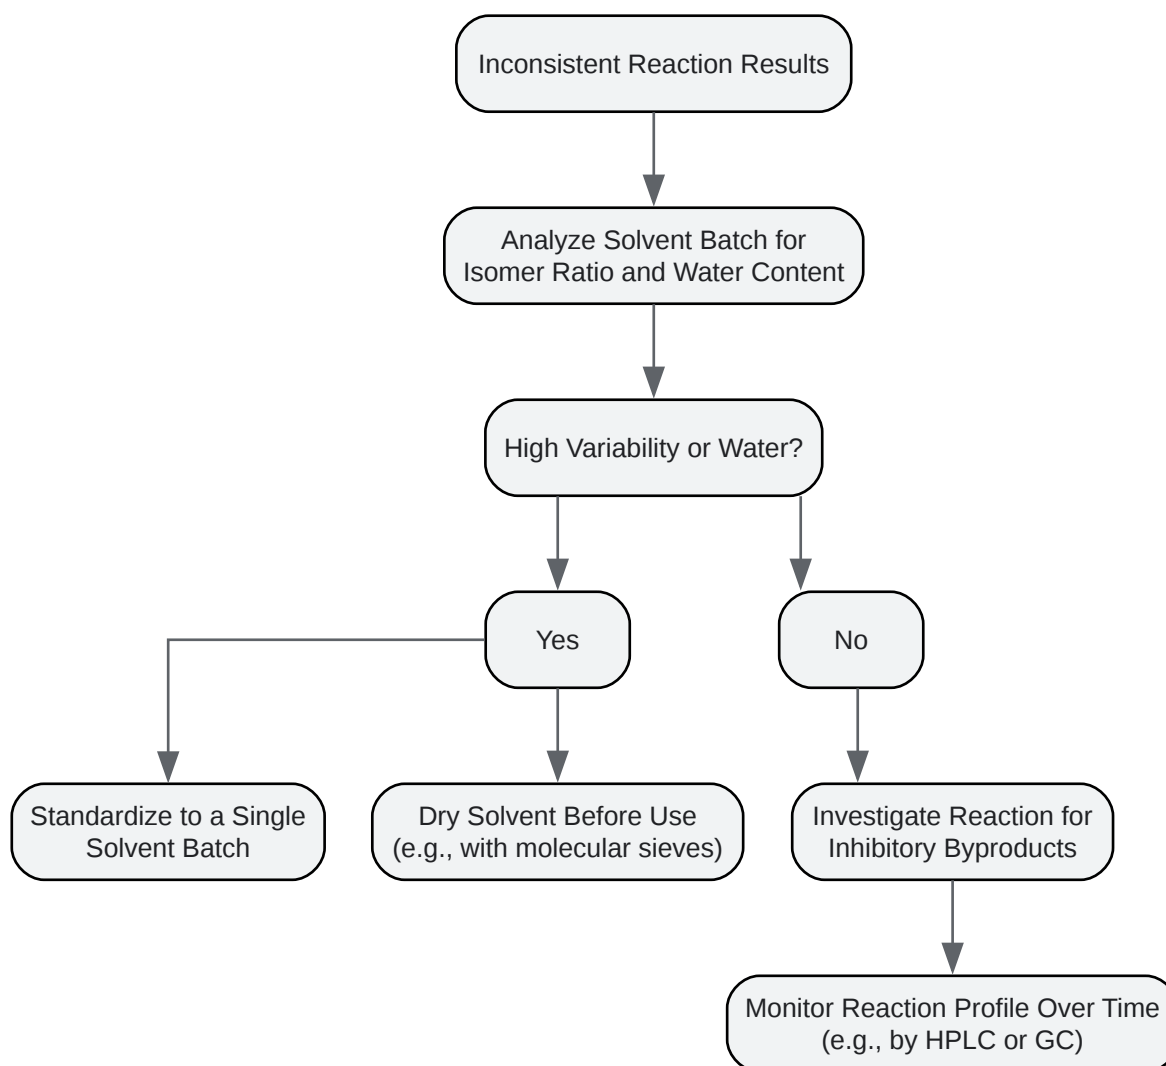 Inconsistent Reaction Results
Analyze Solvent Batch for
Isomer Ratio and Water Content
High Variability or Water?
Yes
No
Standardize to a Single
Solvent Batch
Dry Solvent Before Use
(e.g., with molecular sieves)
Investigate Reaction for
Inhibitory Byproducts
Monitor Reaction Profile Over Time
(e.g., by HPLC or GC)